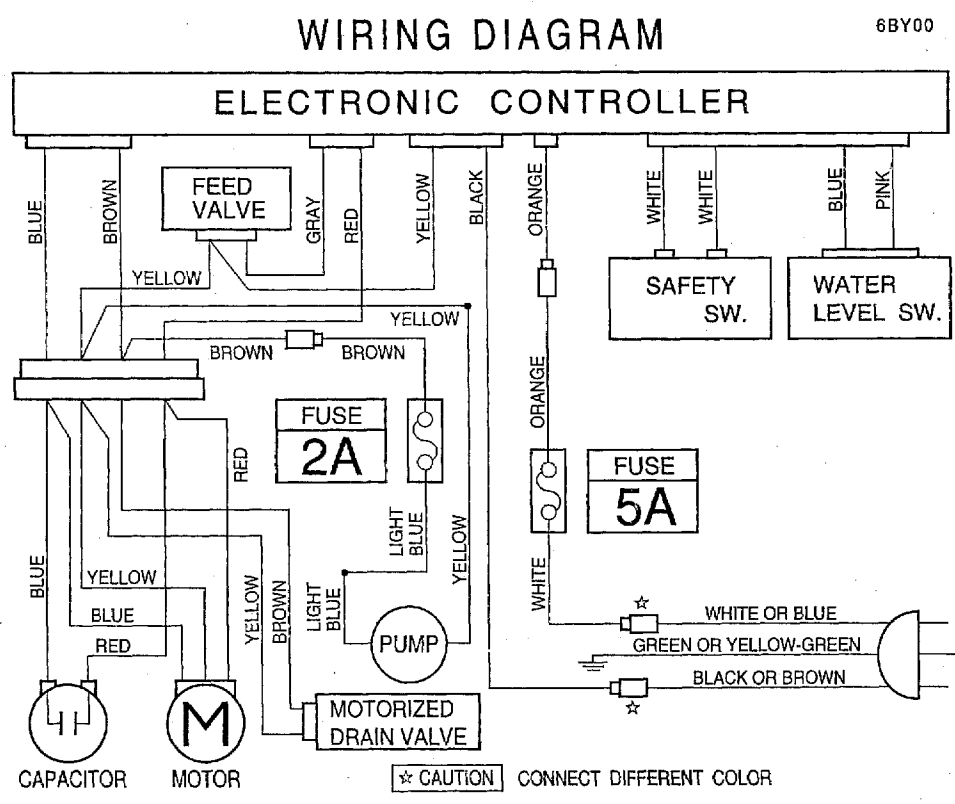 WIRING DIAGRAM
6BY00
ELECTRONIC CONTROLLER
BLUE
BROWN
FEED
VALVE
GRAY
RED
YELLOW
BLACK
ORANGE
WHITE
WHITE
BLUE
PINK
YELLOW
SAFETY
SW.
WATER
LEVEL SW.
YELLOW
BROWN
BROWN
ORANGE
FUSE
2A
RED
FUSE
5A
LIGHT
BLUE
YELLOW
BLUE
YELLOW
BLUE
RED
YELLOW
BROWN
LIGHT
BLUE
PUMP
WHITE
☆
WHITE OR BLUE
GREEN OR YELLOW-GREEN
BLACK OR BROWN
☆
M
MOTORIZED
DRAIN VALVE
CAPACITOR
MOTOR
☆ CAUTION CONNECT DIFFERENT COLOR